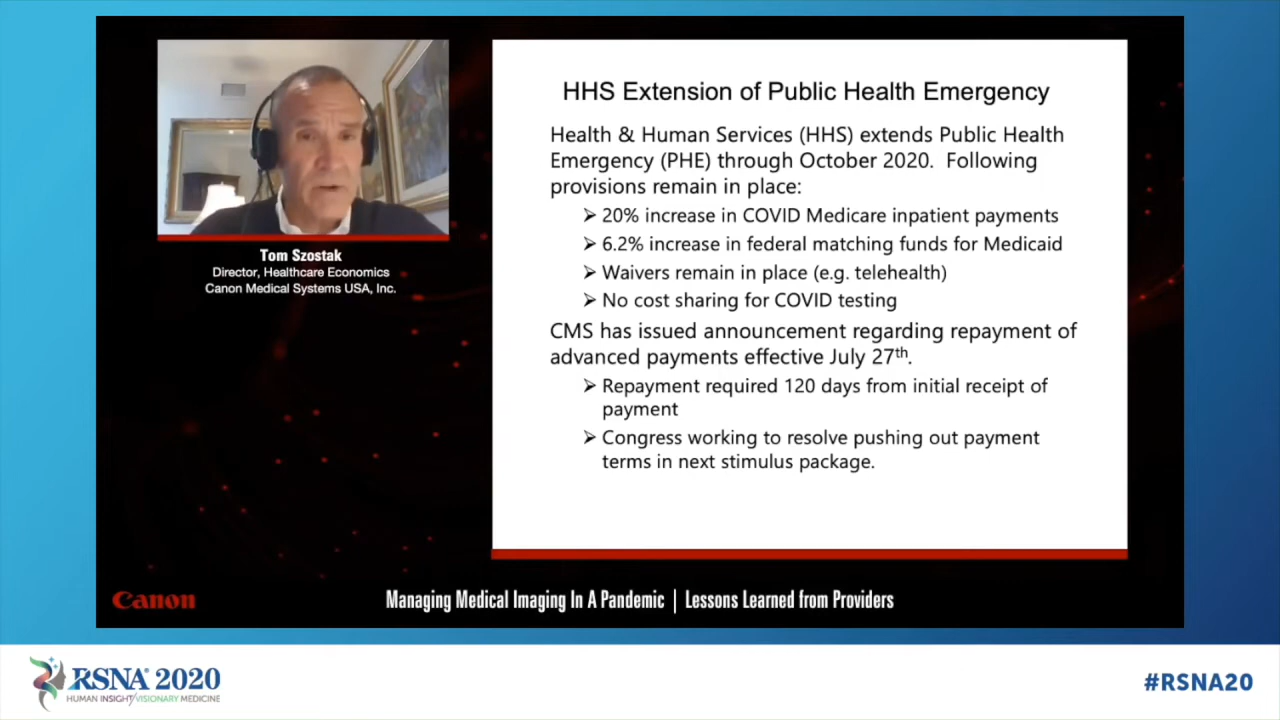 HHS Extension of Public Health Emergency
Health & Human Services (HHS) extends Public Health
Emergency (PHE) through October 2020. Following
provisions remain in place:
➢ 20% increase in COVID Medicare inpatient payments
➢ 6.2% increase in federal matching funds for Medicaid
➢ Waivers remain in place (e.g. telehealth)
➢ No cost sharing for COVID testing
CMS has issued announcement regarding repayment of
advanced payments effective July 27th.
➢ Repayment required 120 days from initial receipt of
payment
➢ Congress working to resolve pushing out payment
terms in next stimulus package.
Tom Szostak
Director, Healthcare Economics
Canon Medical Systems USA, Inc.
Canon
Managing Medical Imaging In A Pandemic | Lessons Learned from Providers
RSNA® 2020
HUMAN INSIGHT/VISIONARY MEDICINE
#RSNA20